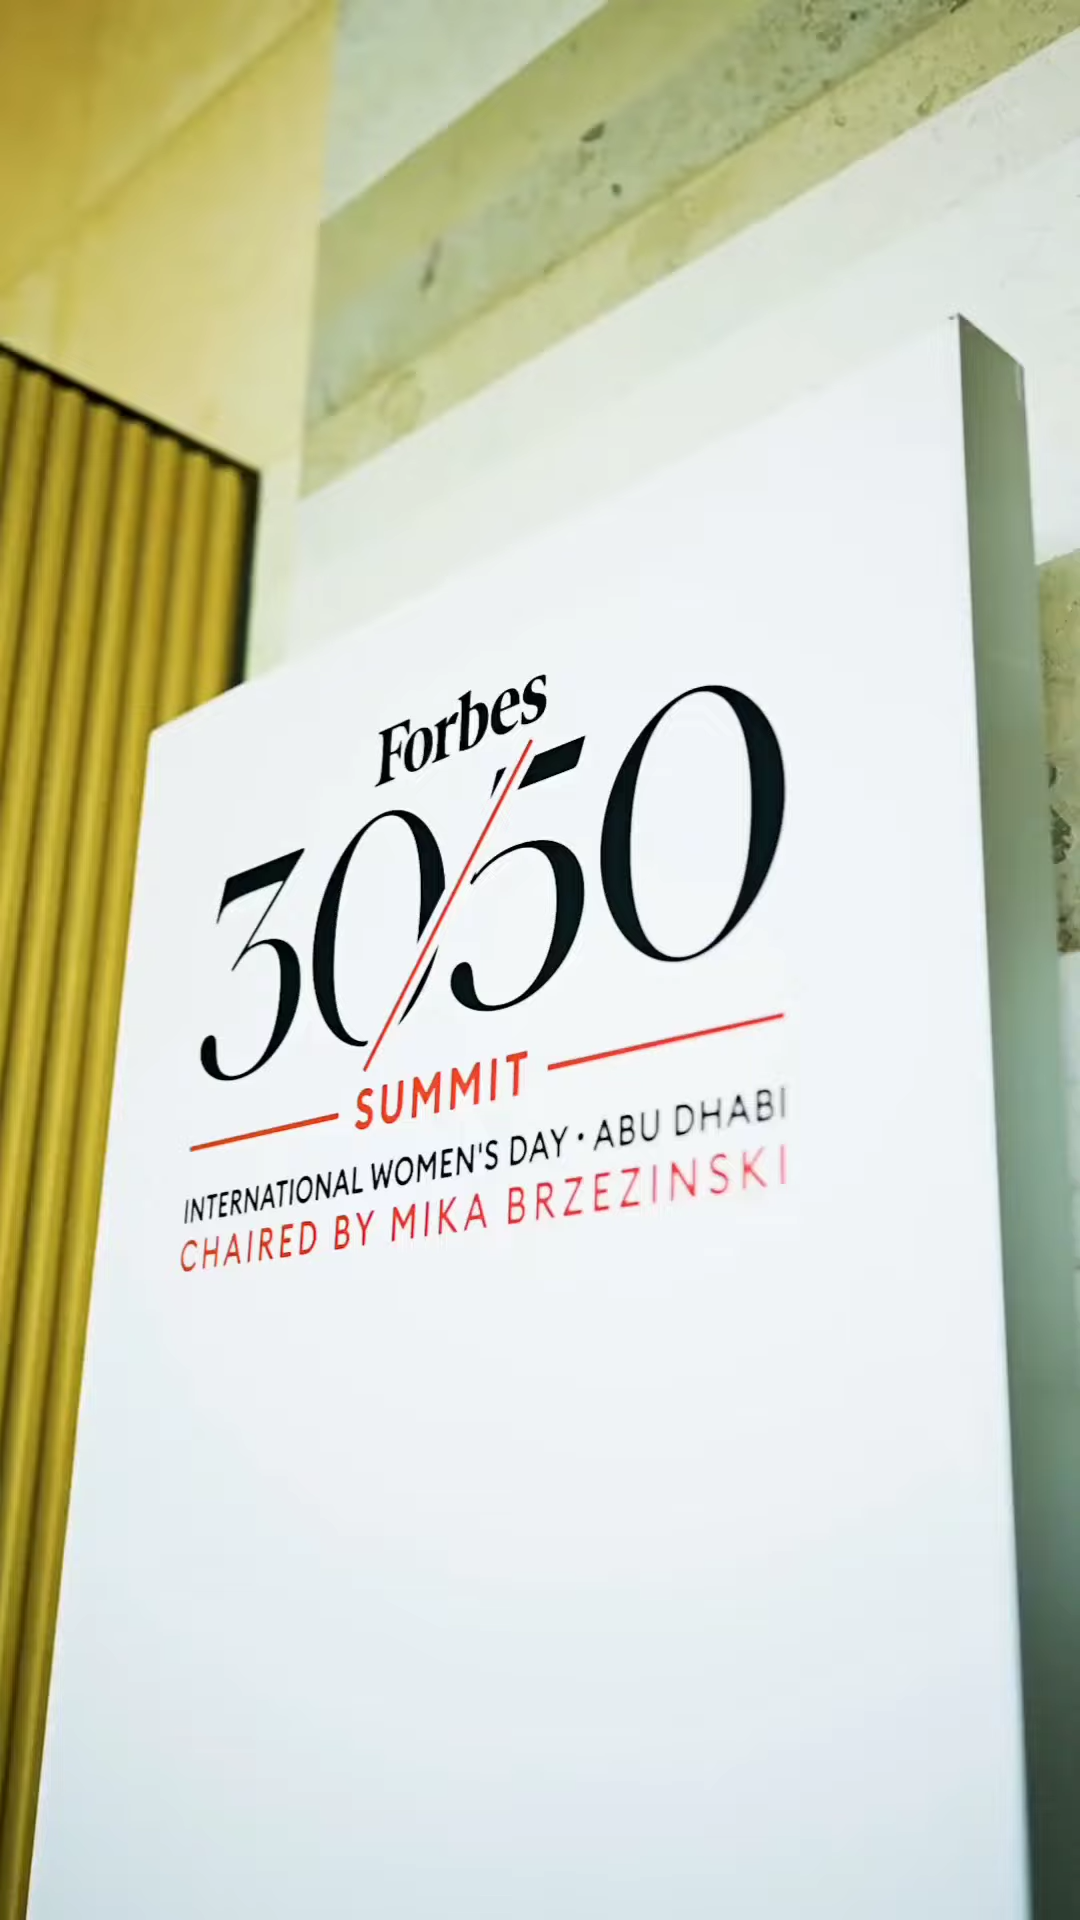 Forbes
30/50
SUMMIT
INTERNATIONAL WOMEN'S DAY • ABU DHABI
CHAIRED BY MIKA BRZEZINSKI